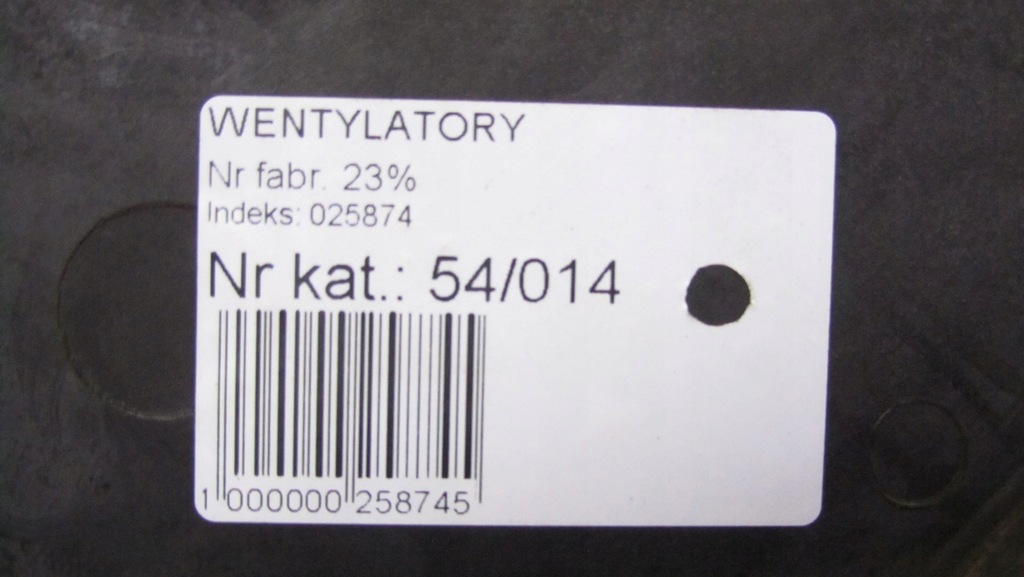 WENTYLATORY
Nr fabr. 23%
Indeks: 025874
Nr kat.: 54/014
1 000000 258745